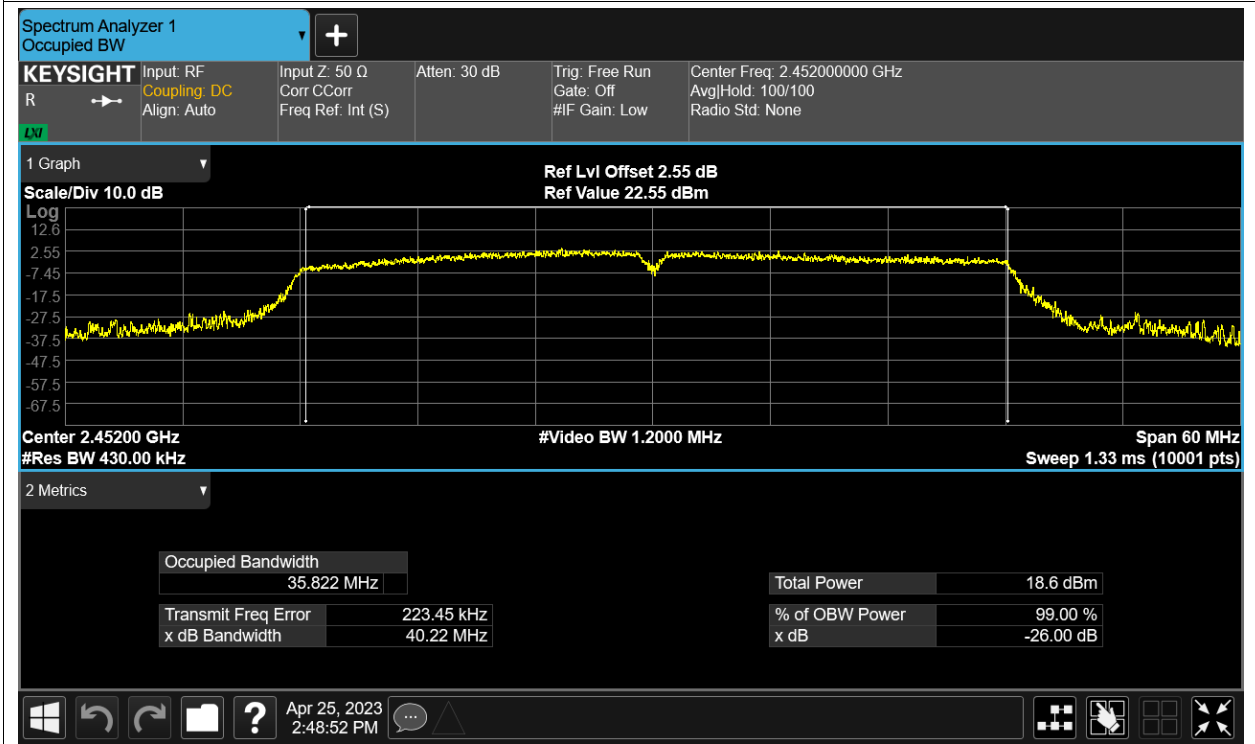 Spectrum Analyzer 1
Occupied BW
KEYSIGHT
R
LXI
Input: RF
Coupling: DC
Align: Auto
Input Z: 50 Ω
Corr CCorr
Freq Ref: Int (S)
Atten: 30 dB
Trig: Free Run
Gate: Off
#IF Gain: Low
Center Freq: 2.452000000 GHz
Avg|Hold: 100/100
Radio Std: None
1 Graph
Scale/Div 10.0 dB
Ref Lvl Offset 2.55 dB
Ref Value 22.55 dBm
Log
12.6
2.55
-7.45
-17.5
-27.5
-37.5
-47.5
-57.5
-67.5
Center 2.45200 GHz
#Res BW 430.00 kHz
#Video BW 1.2000 MHz
Span 60 MHz
Sweep 1.33 ms (10001 pts)
2 Metrics
Occupied Bandwidth
35.822 MHz
Transmit Freq Error 223.45 kHz
x dB Bandwidth 40.22 MHz
Total Power 18.6 dBm
% of OBW Power 99.00 %
x dB -26.00 dB
?
Apr 25, 2023
2:48:52 PM